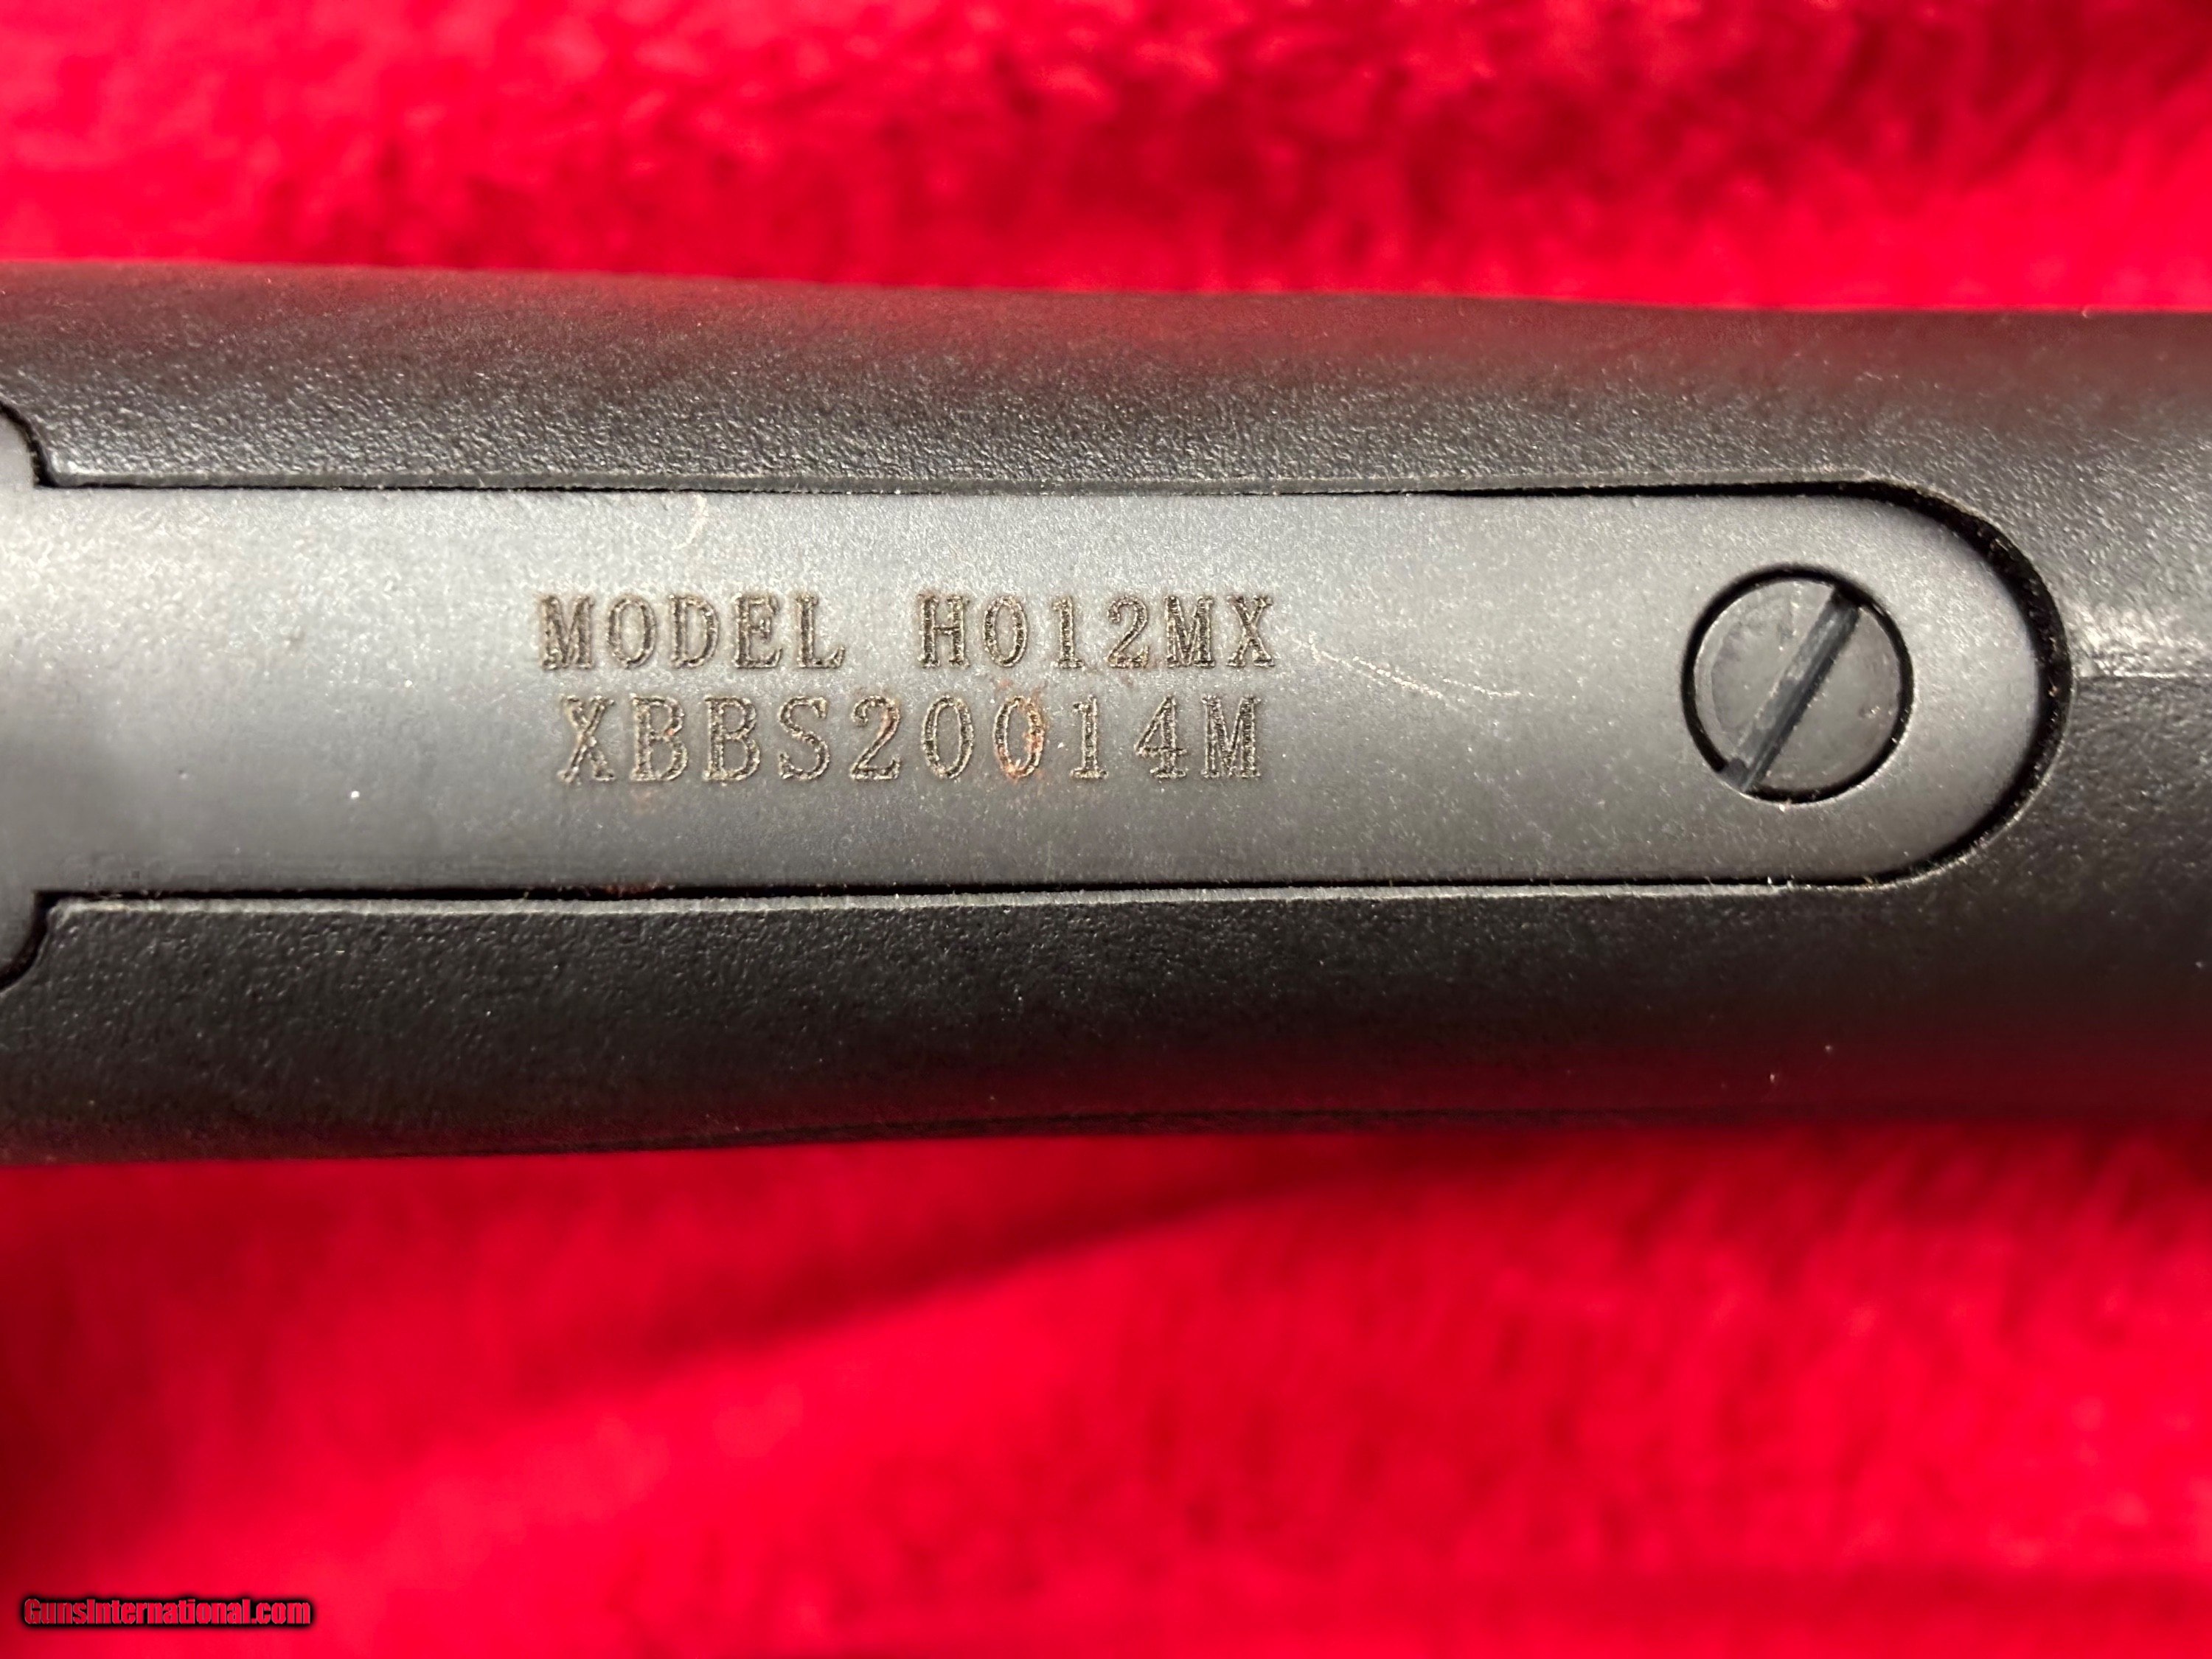 MODEL H012MX
XBBS20014M
GunsInternational.com